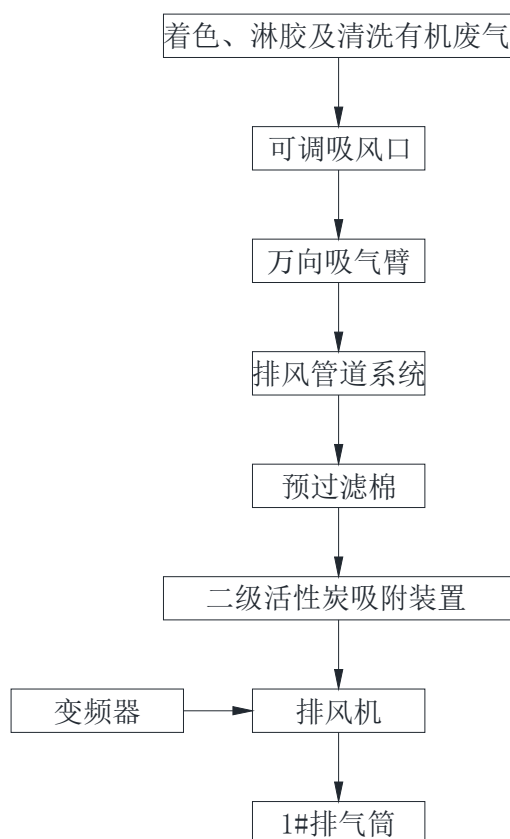 着色、淋胶及清洗有机废气
可调吸风口
万向吸气臂
排风管道系统
预过滤棉
二级活性炭吸附装置
变频器
排风机
1#排气筒